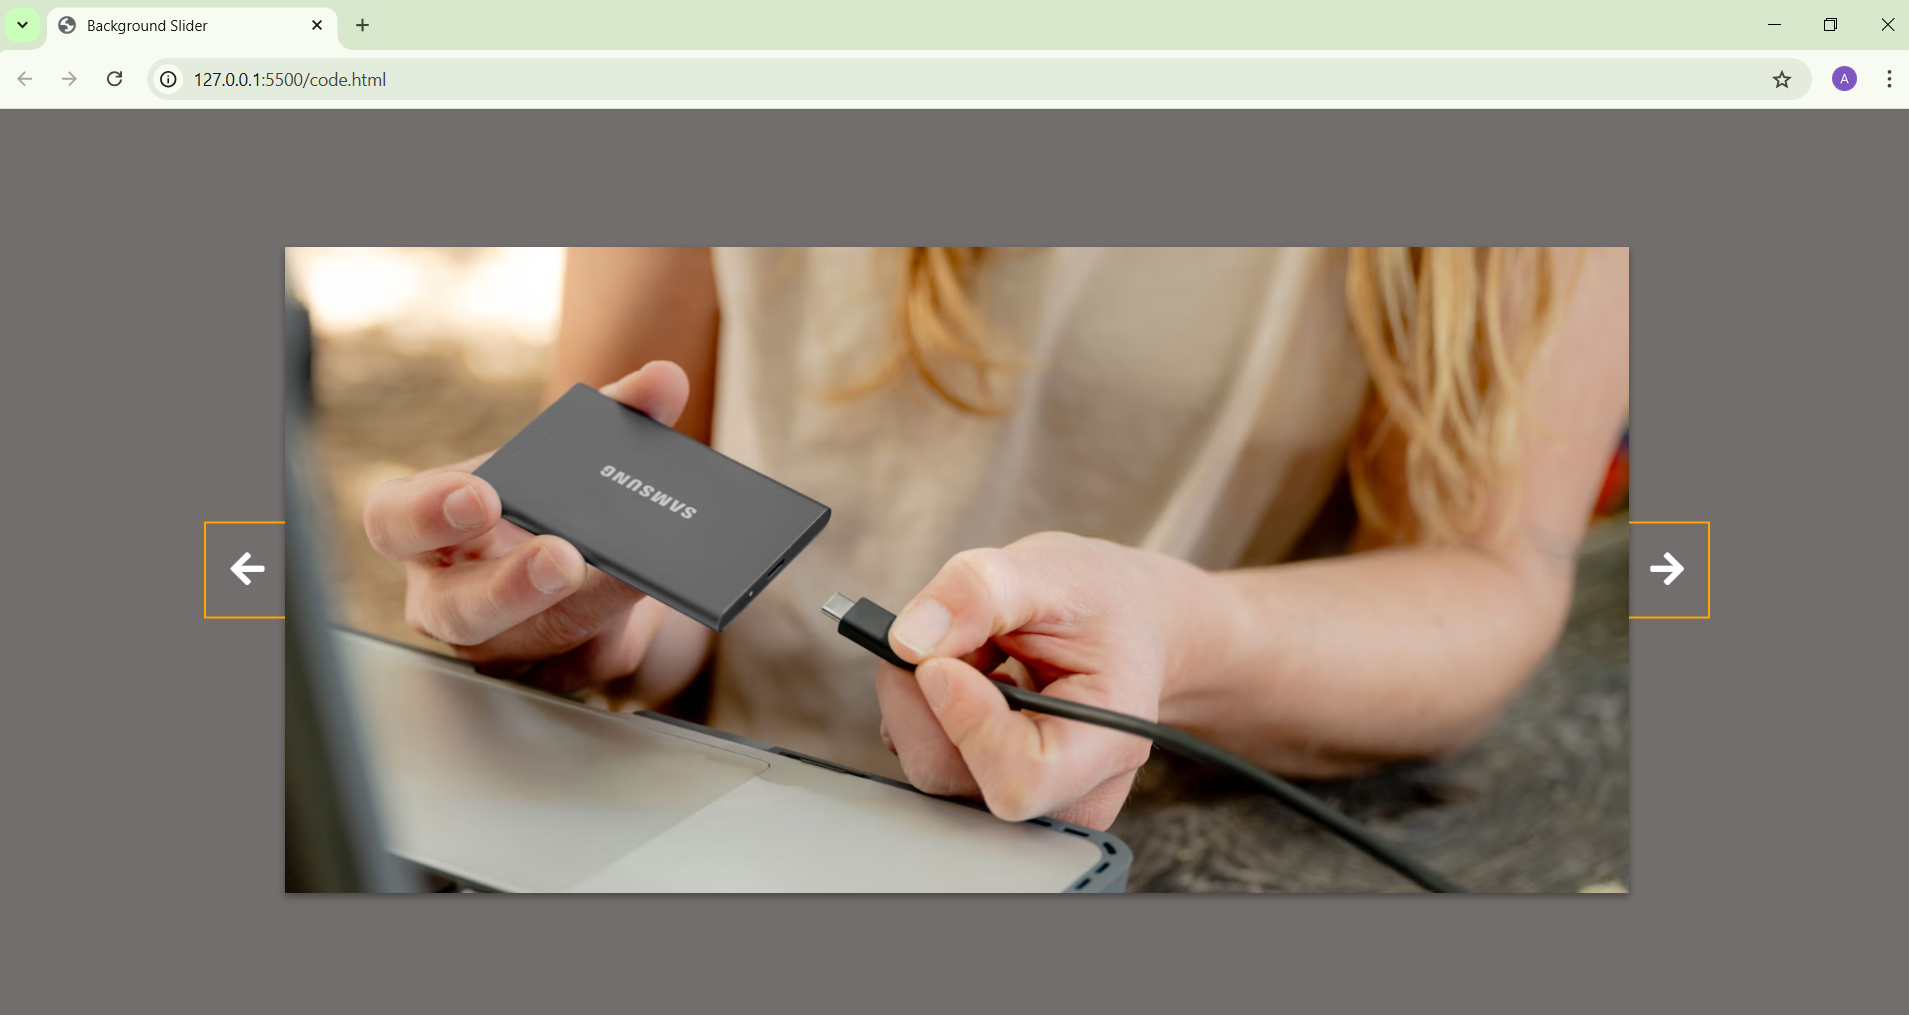 Background Slider
127.0.0.1:5500/code.html
A
SAMSUNG